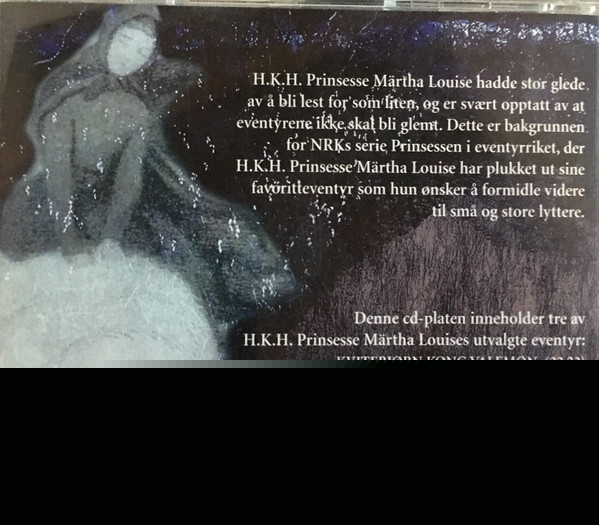 H.K.H. Prinsesse Märtha Louise hadde stor glede
av å bli lest for som liten, og er svært opptatt av at
eventyrene ikke skal bli glemt. Dette er bakgrunnen
for NRKs serie Prinsessen i eventyrriket, der
H.K.H. Prinsesse Märtha Louise har plukket ut sine
favoritteventyr som hun ønsker å formidle videre
til små og store lyttere.
Denne cd-platen inneholder tre av
H.K.H. Prinsesse Märtha Louises utvalgte eventyr:
KVITEBJØRN KONG VALEMON